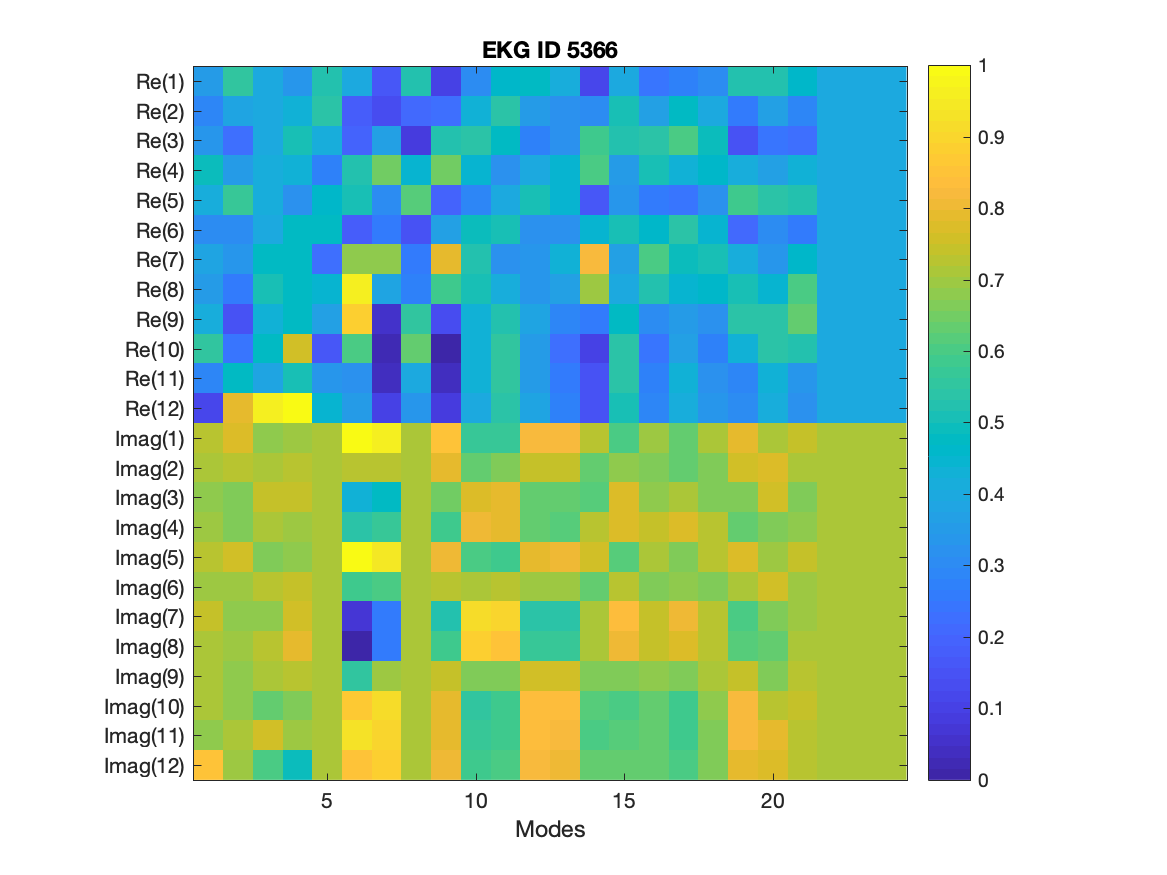 EKG ID 5366
Re(1)
Re(2)
Re(3)
Re(4)
Re(5)
Re(6)
Re(7)
Re(8)
Re(9)
Re(10)
Re(11)
Re(12)
Imag(1)
Imag(2)
Imag(3)
Imag(4)
Imag(5)
Imag(6)
Imag(7)
Imag(8)
Imag(9)
Imag(10)
Imag(11)
Imag(12)
5 10 15 20
Modes
1
0.9
0.8
0.7
0.6
0.5
0.4
0.3
0.2
0.1
0